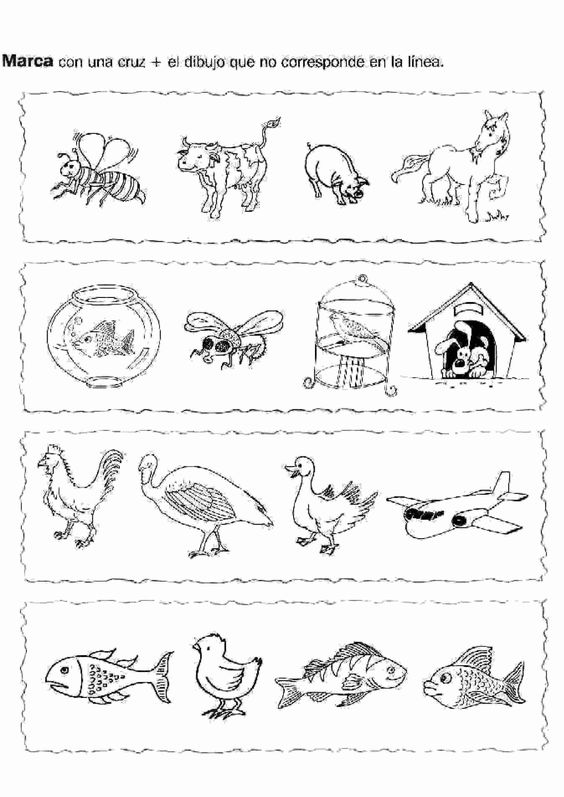 Marca con una cruz + el dibujo que no corresponde en la línea.